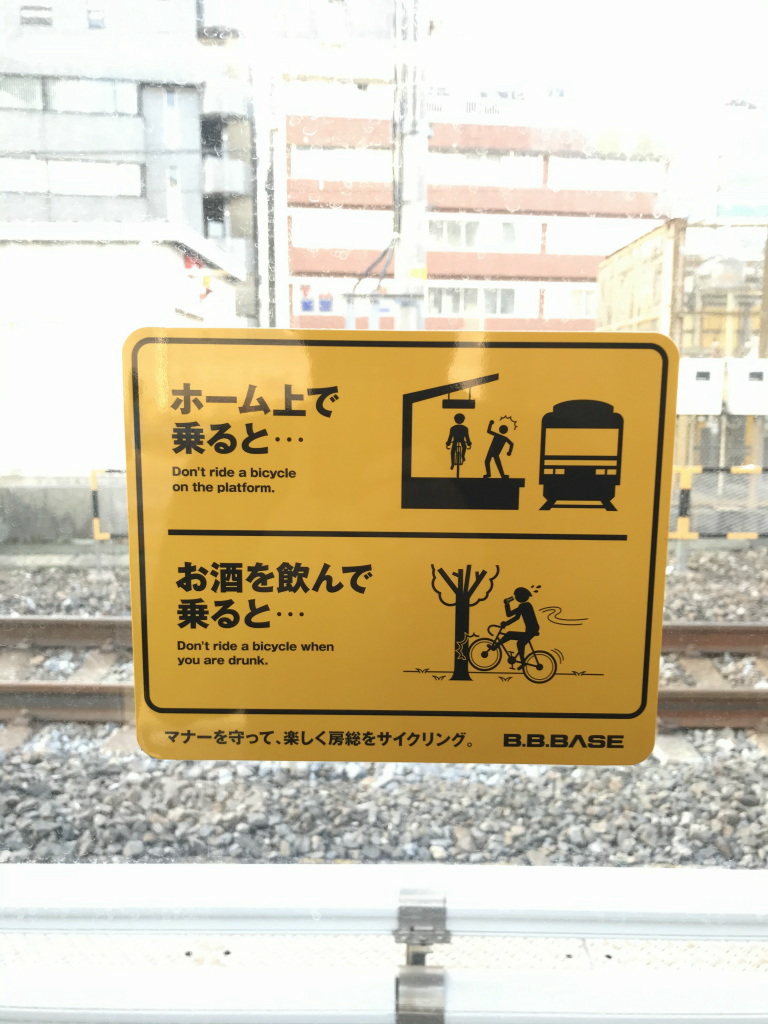 ホーム上で
乗ると…
Don't ride a bicycle
on the platform.
お酒を飲んで
乗ると…
Don't ride a bicycle when
you are drunk.
マナーを守って、楽しく房総をサイクリング。 B.B.BASE